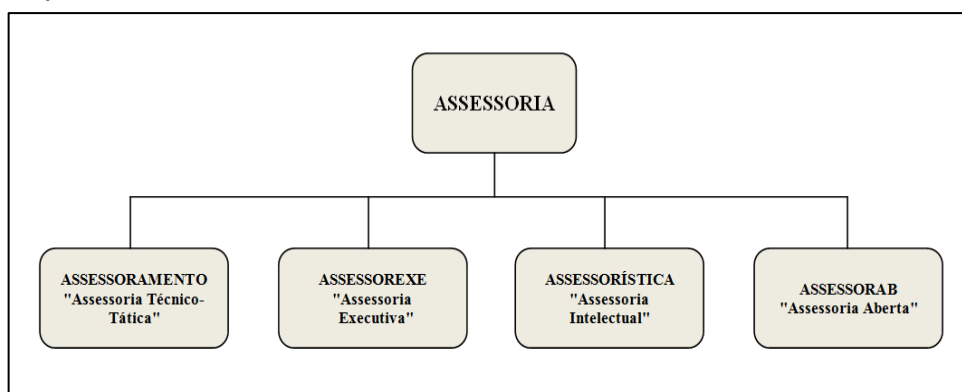 ASSESSORIA
ASSESSORAMENTO
"Assessoria Técnico-
Tática"
ASSESSOREXE
"Assessoria
Executiva"
ASSESSORÍSTICA
"Assessoria
Intelectual"
ASSESSORAB
"Assessoria Aberta"